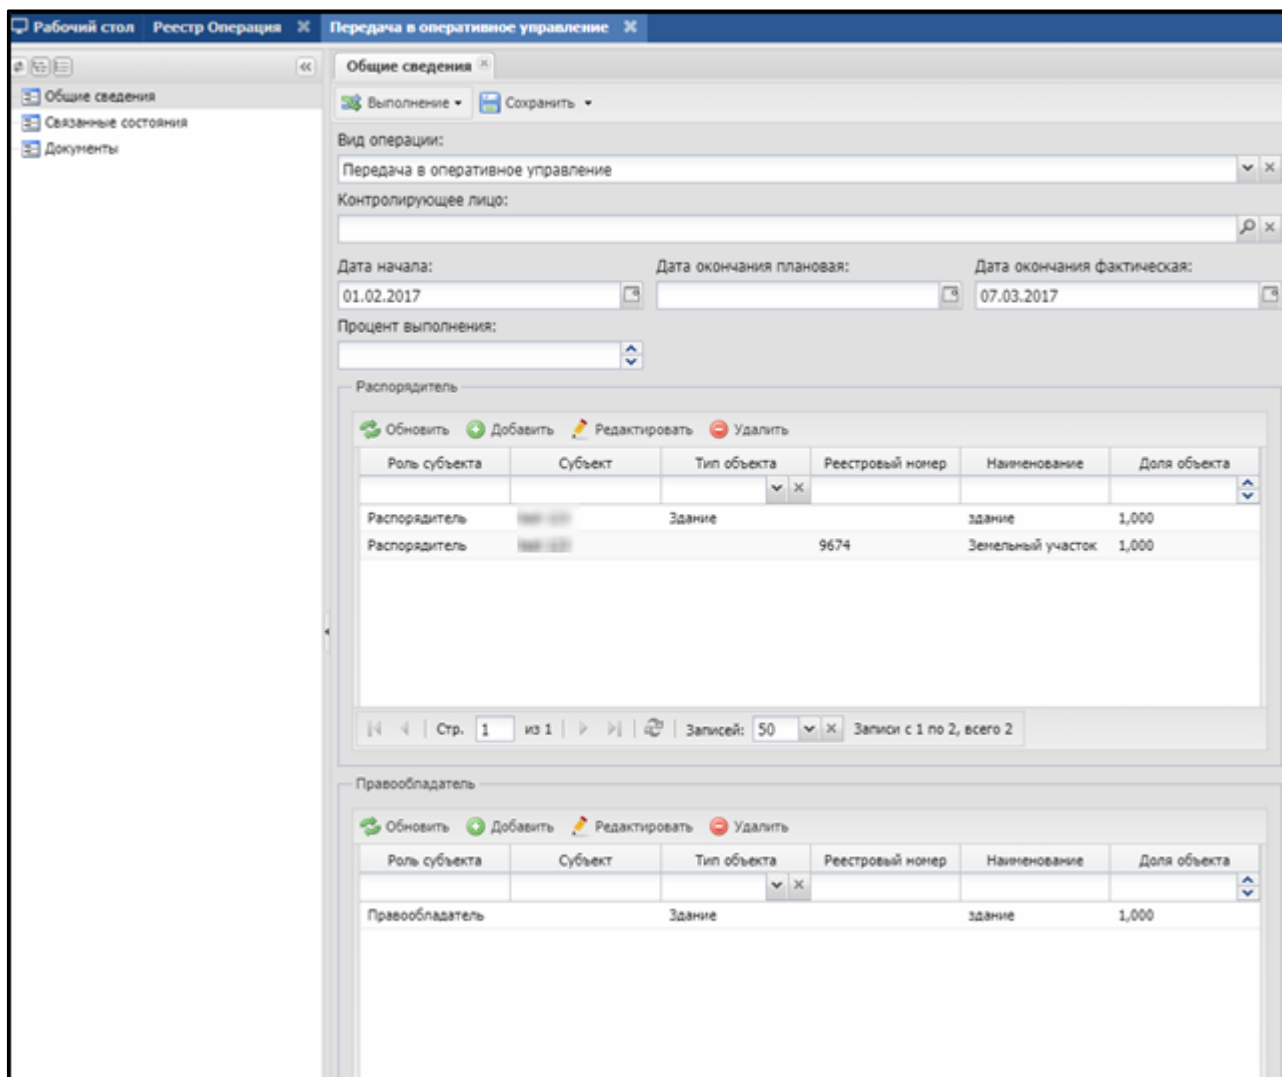 Рабочий стол Реестр Операция Передача в оперативное управление
Общие сведения
Связанные состояния
Документы
Общие сведения
Выполнение Сохранить
Вид операции:
Передача в оперативное управление
Контролирующее лицо:
Дата начала: Дата окончания плановая: Дата окончания фактическая:
01.02.2017 07.03.2017
Процент выполнения:
Распорядитель
Обновить Добавить Редактировать Удалить
Роль субъекта Субъект Тип объекта Реестровый номер Наименование Доля объекта
Распорядитель Здание здание 1,000
Распорядитель 9674 Земельный участок 1,000
Стр. 1 из 1 Записей: 50 Записи с 1 по 2, всего 2
Правообладатель
Обновить Добавить Редактировать Удалить
Роль субъекта Субъект Тип объекта Реестровый номер Наименование Доля объекта
Правообладатель Здание здание 1,000